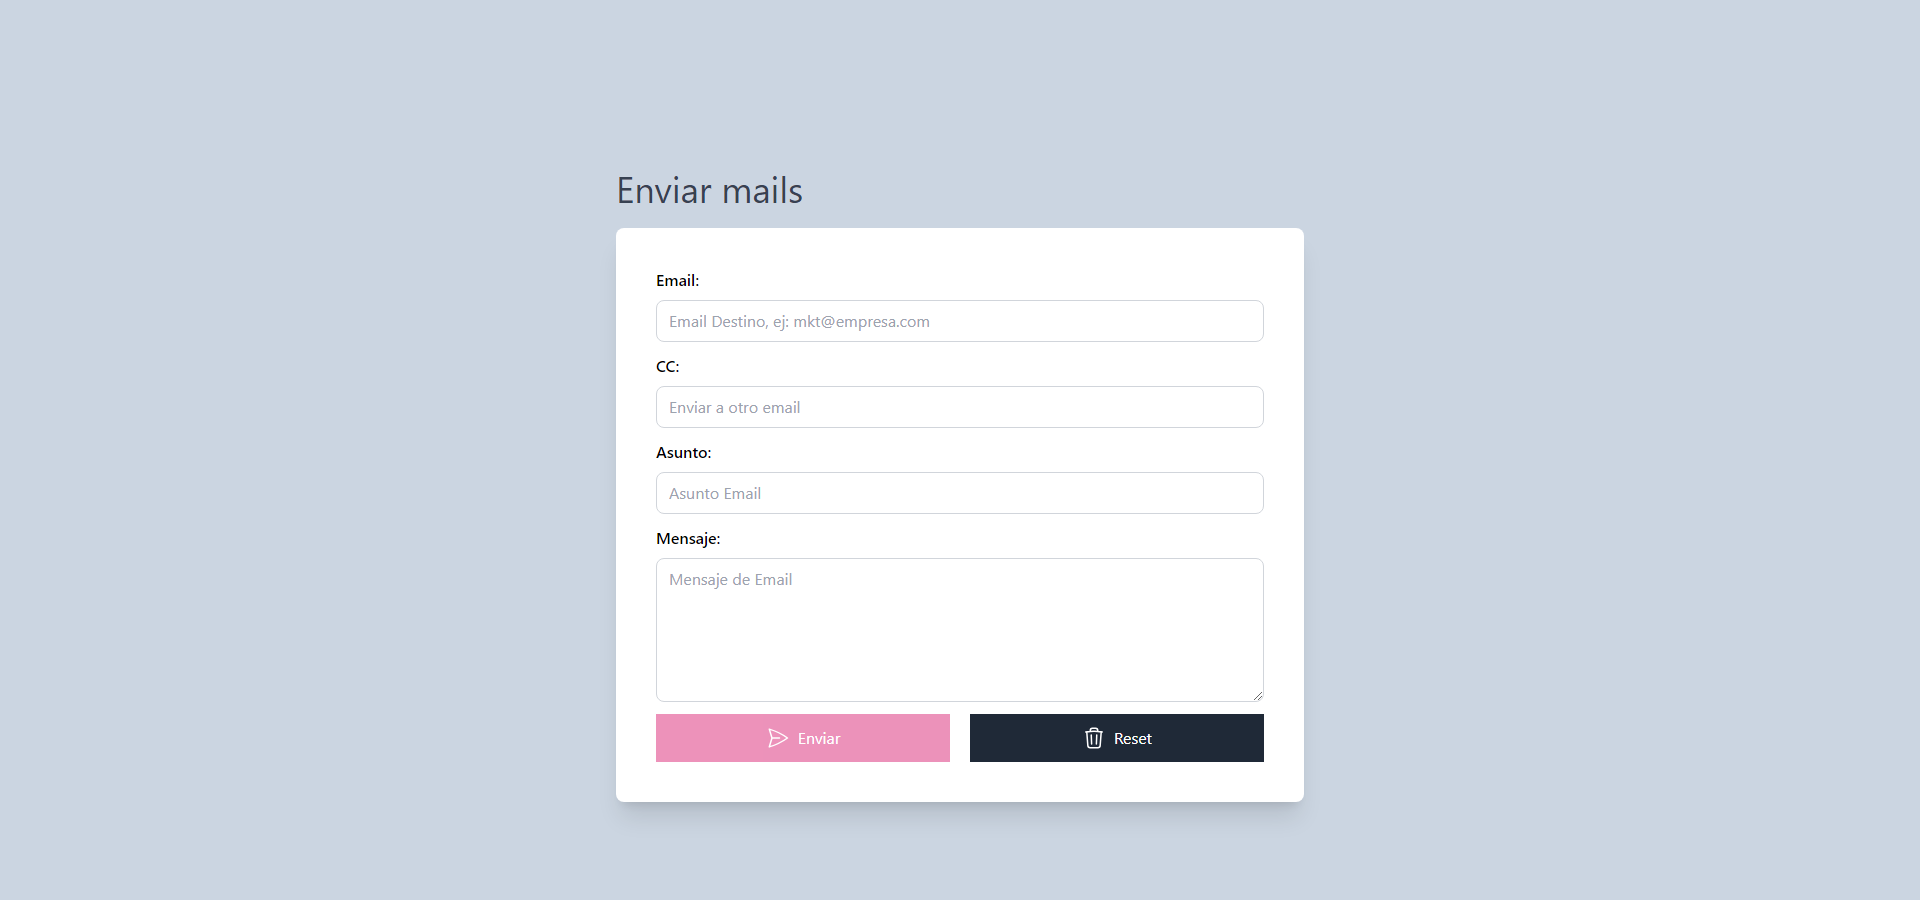 Enviar mails
Email:
Email Destino, ej: mkt@empresa.com
CC:
Enviar a otro email
Asunto:
Asunto Email
Mensaje:
Mensaje de Email
Enviar
Reset